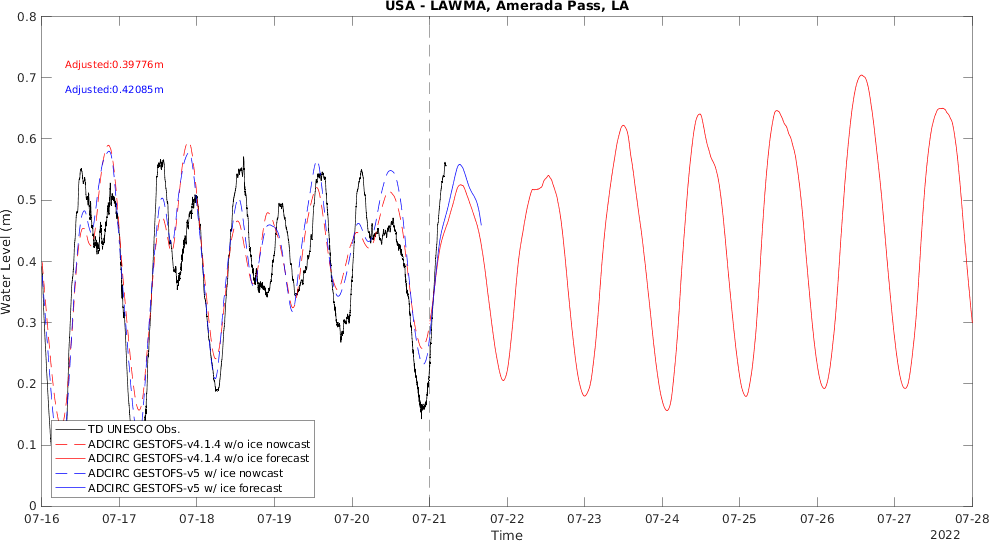 USA - LAWMA, Amerada Pass, LA
0.8
0.7
0.6
0.5
0.4
0.3
0.2
0.1
0
Water Level (m)
Adjusted:0.39776m
Adjusted:0.42085m
TD UNESCO Obs.
ADCIRC GESTOFS-v4.1.4 w/o ice nowcast
ADCIRC GESTOFS-v4.1.4 w/o ice forecast
ADCIRC GESTOFS-v5 w/ ice nowcast
ADCIRC GESTOFS-v5 w/ ice forecast
07-16 07-17 07-18 07-19 07-20 07-21 07-22 07-23 07-24 07-25 07-26 07-27 07-28
Time
2022